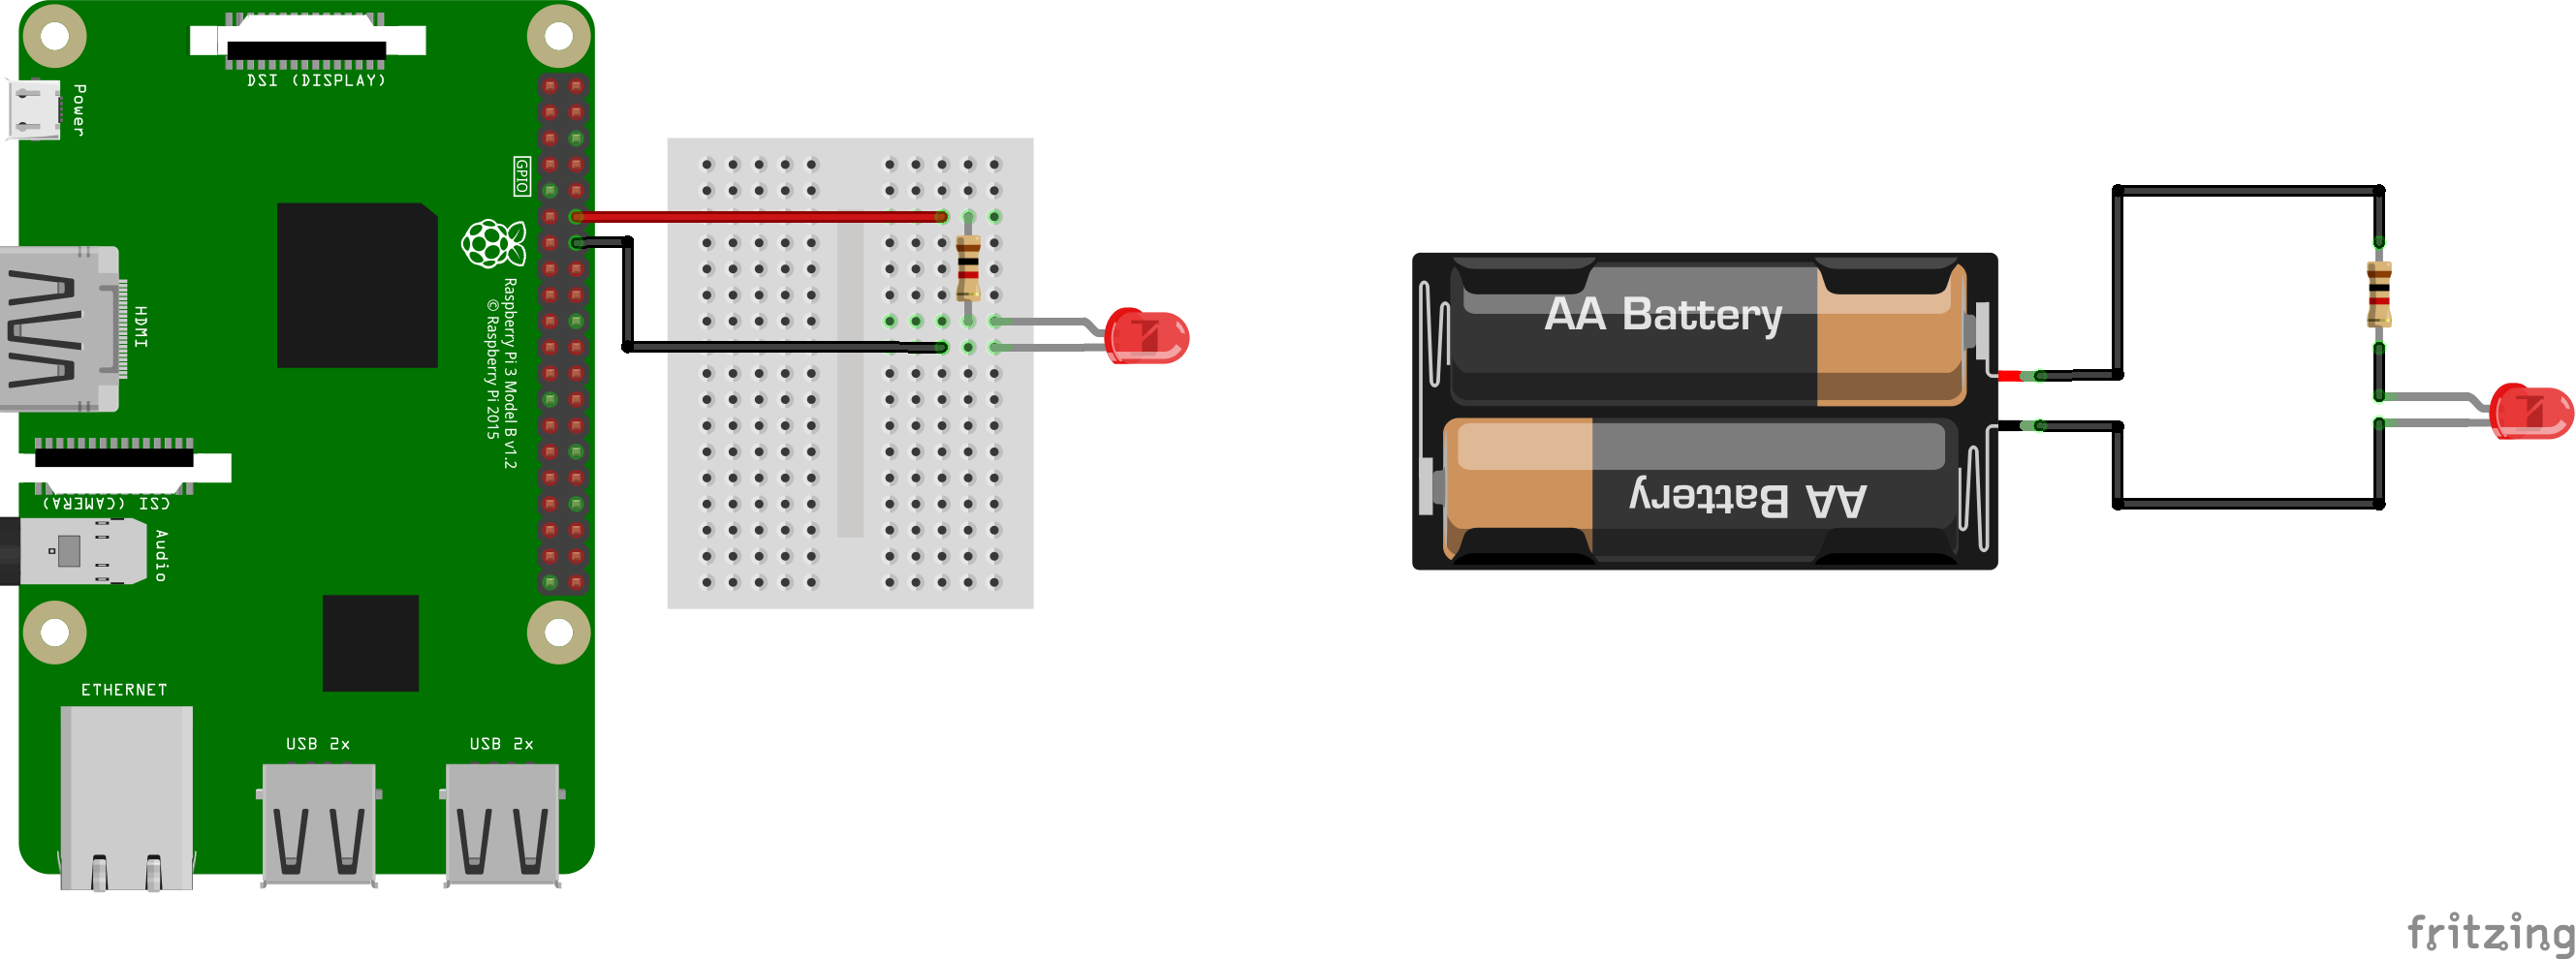 DSI (DISPLAY)
Power
GPIO
HDMI
Raspberry Pi 3 Model B v1.2
© Raspberry Pi 2015
CSI (CAMERA)
Audio
ETHERNET
USB 2x
USB 2x
AA Battery
AA Battery
fritzing